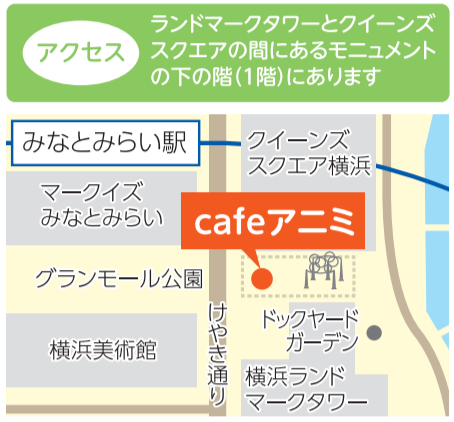 アクセス
ランドマークタワーとクイーンズ
スクエアの間にあるモニュメント
の下の階(1階)にあります
みなとみらい駅
クイーンズ
スクエア横浜
マークイズ
みなとみらい
cafeアニミ
グランモール公園
けやき通り
ドックヤード
ガーデン
横浜美術館
横浜ランド
マークタワー